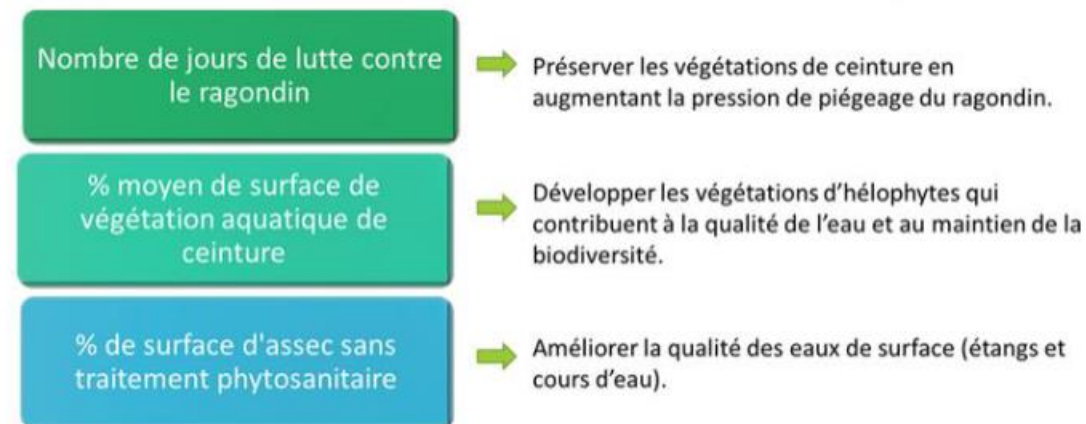 Nombre de jours de lutte contre
le ragondin
Préserver les végétations de ceinture en
augmentant la pression de piégeage du ragondin.
% moyen de surface de
végétation aquatique de
ceinture
Développer les végétations d'hélophytes qui
contribuent à la qualité de l'eau et au maintien de la
biodiversité.
% de surface d'assec sans
traitement phytosanitaire
Améliorer la qualité des eaux de surface (étangs et
cours d'eau).